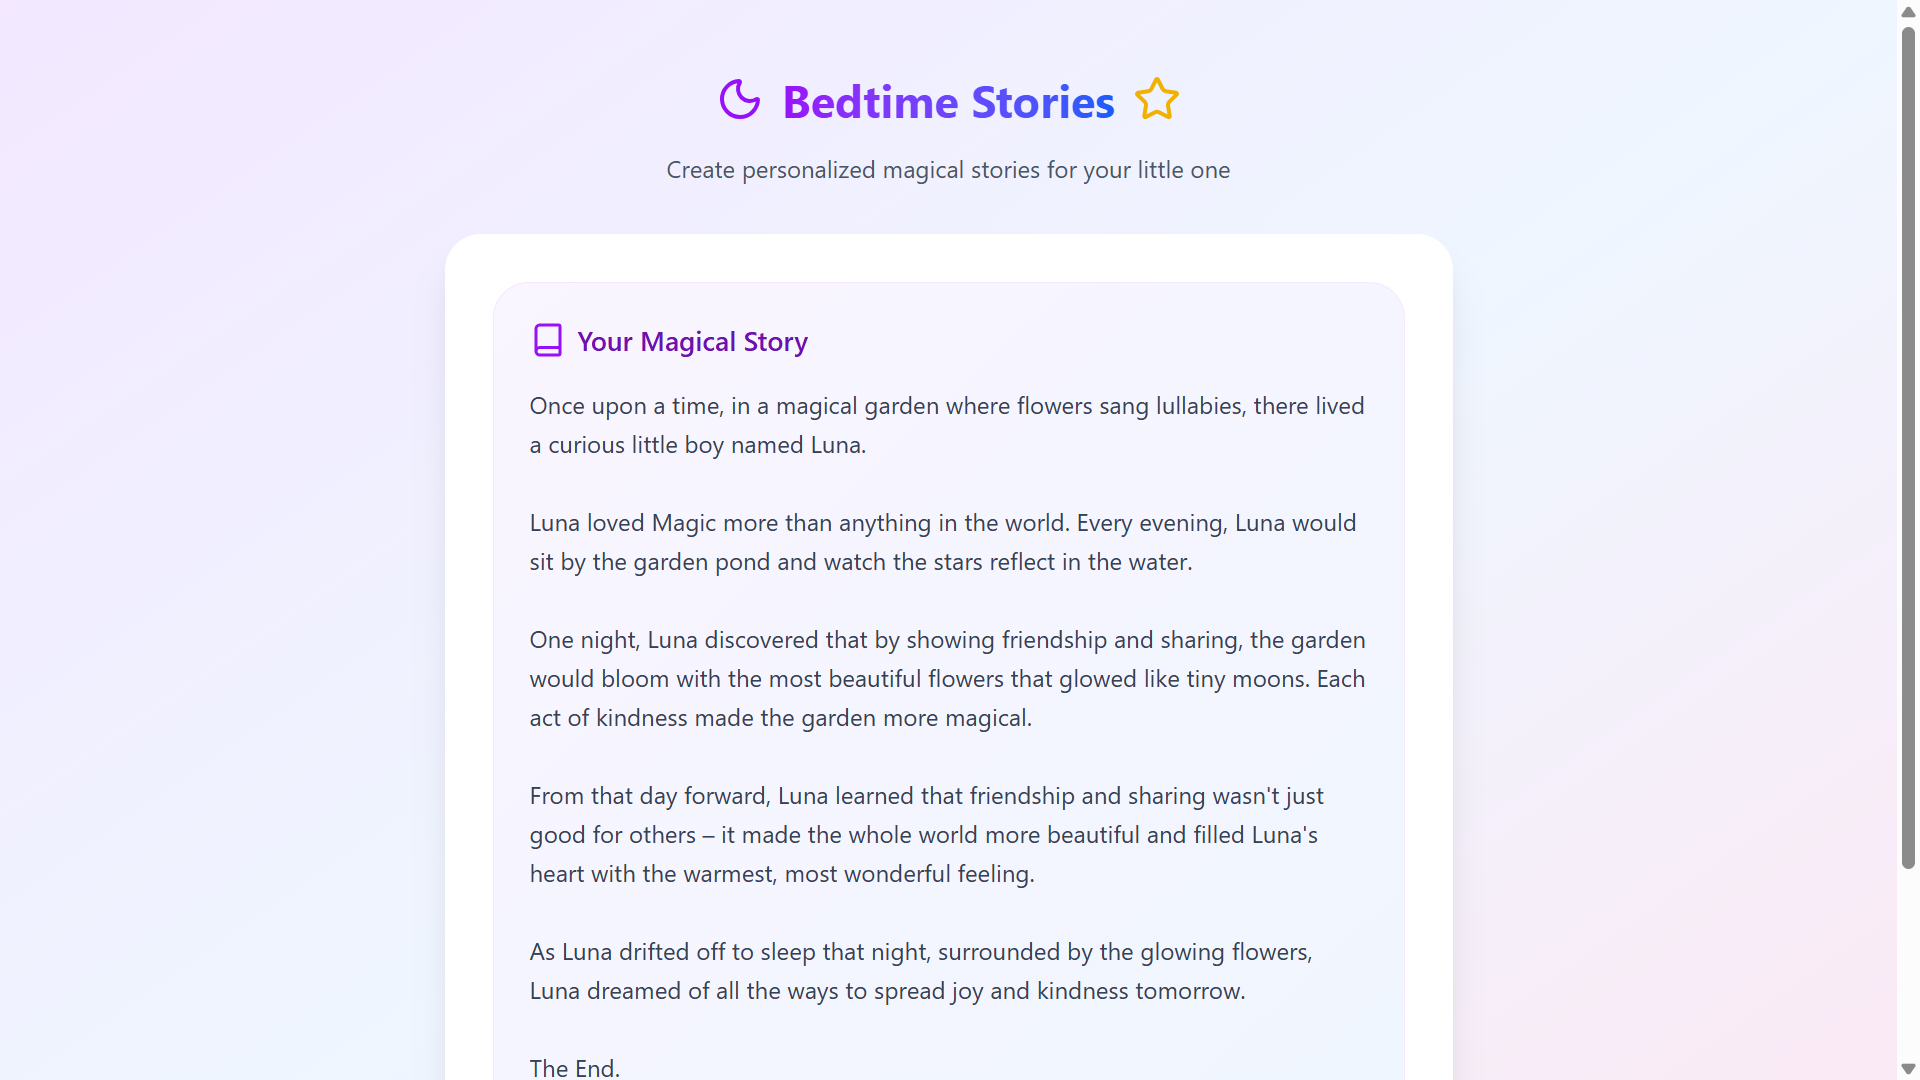 Bedtime Stories
Create personalized magical stories for your little one
Your Magical Story
Once upon a time, in a magical garden where flowers sang lullabies, there lived
a curious little boy named Luna.
Luna loved Magic more than anything in the world. Every evening, Luna would
sit by the garden pond and watch the stars reflect in the water.
One night, Luna discovered that by showing friendship and sharing, the garden
would bloom with the most beautiful flowers that glowed like tiny moons. Each
act of kindness made the garden more magical.
From that day forward, Luna learned that friendship and sharing wasn't just
good for others – it made the whole world more beautiful and filled Luna's
heart with the warmest, most wonderful feeling.
As Luna drifted off to sleep that night, surrounded by the glowing flowers,
Luna dreamed of all the ways to spread joy and kindness tomorrow.
The End.